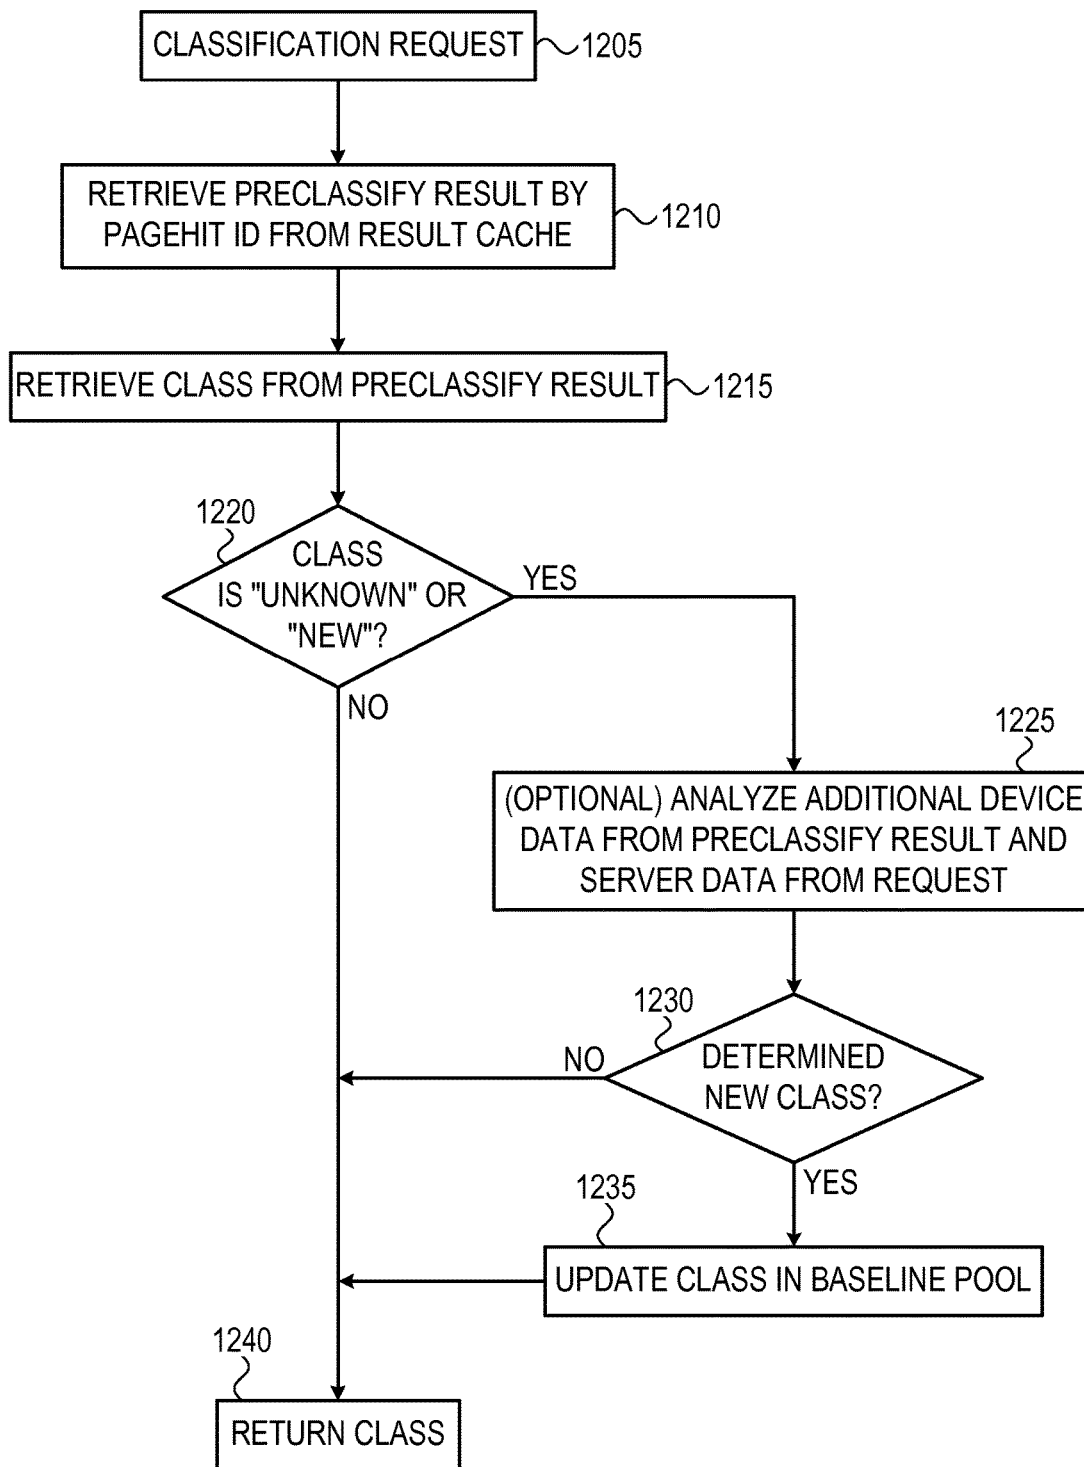 CLASSIFICATION REQUEST
1205
RETRIEVE PRECLASSIFY RESULT BY
PAGEHIT ID FROM RESULT CACHE
1210
RETRIEVE CLASS FROM PRECLASSIFY RESULT
1215
1220
CLASS
IS "UNKNOWN" OR
"NEW"?
YES
NO
1225
(OPTIONAL) ANALYZE ADDITIONAL DEVICE
DATA FROM PRECLASSIFY RESULT AND
SERVER DATA FROM REQUEST
1230
DETERMINED
NEW CLASS?
NO
YES
1235
UPDATE CLASS IN BASELINE POOL
1240
RETURN CLASS